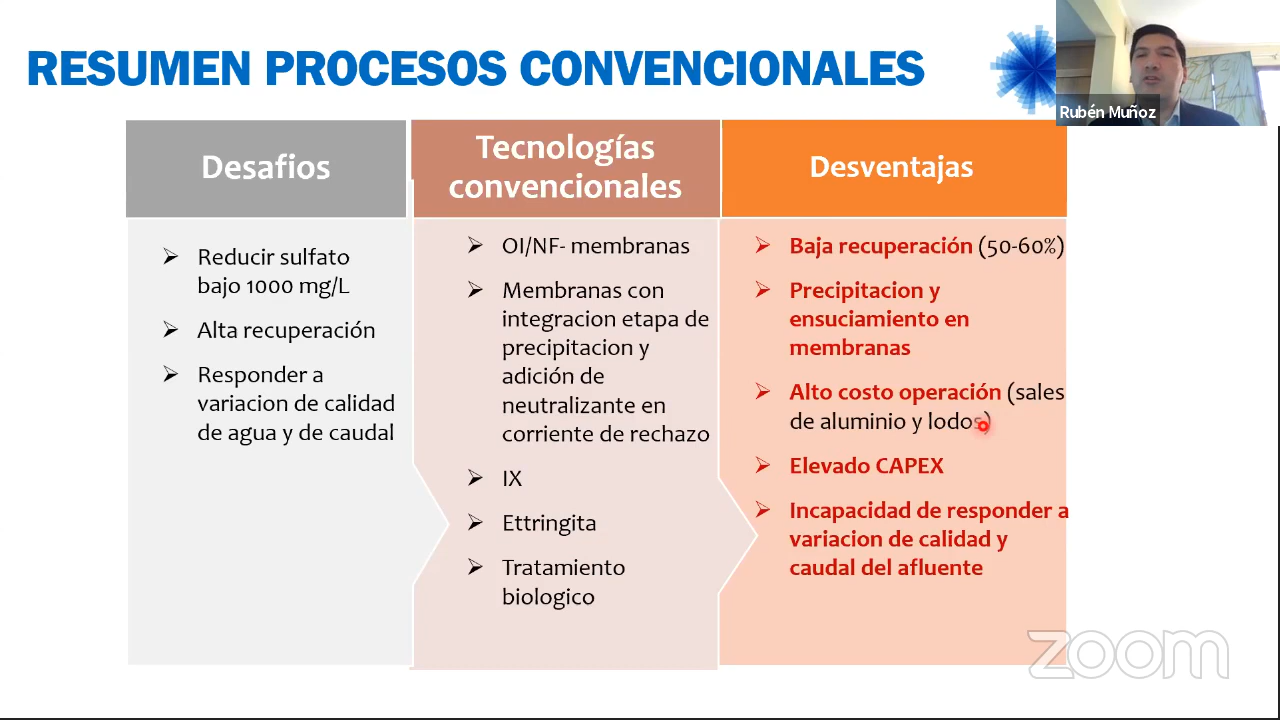 RESUMEN PROCESOS CONVENCIONALES
Rubén Muñoz
Desafios
Reducir sulfato
bajo 1000 mg/L
Alta recuperación
Responder a
variacion de calidad
de agua y de caudal
Tecnologías
convencionales
OI/NF- membranas
Membranas con
integracion etapa de
precipitacion y
adición de
neutralizante en
corriente de rechazo
IX
Ettringita
Tratamiento
biologico
Desventajas
Baja recuperación (50-60%)
Precipitacion y
ensuciamiento en
membranas
Alto costo operación (sales
de aluminio y lodos)
Elevado CAPEX
Incapacidad de responder a
variacion de calidad y
caudal del afluente
zoom